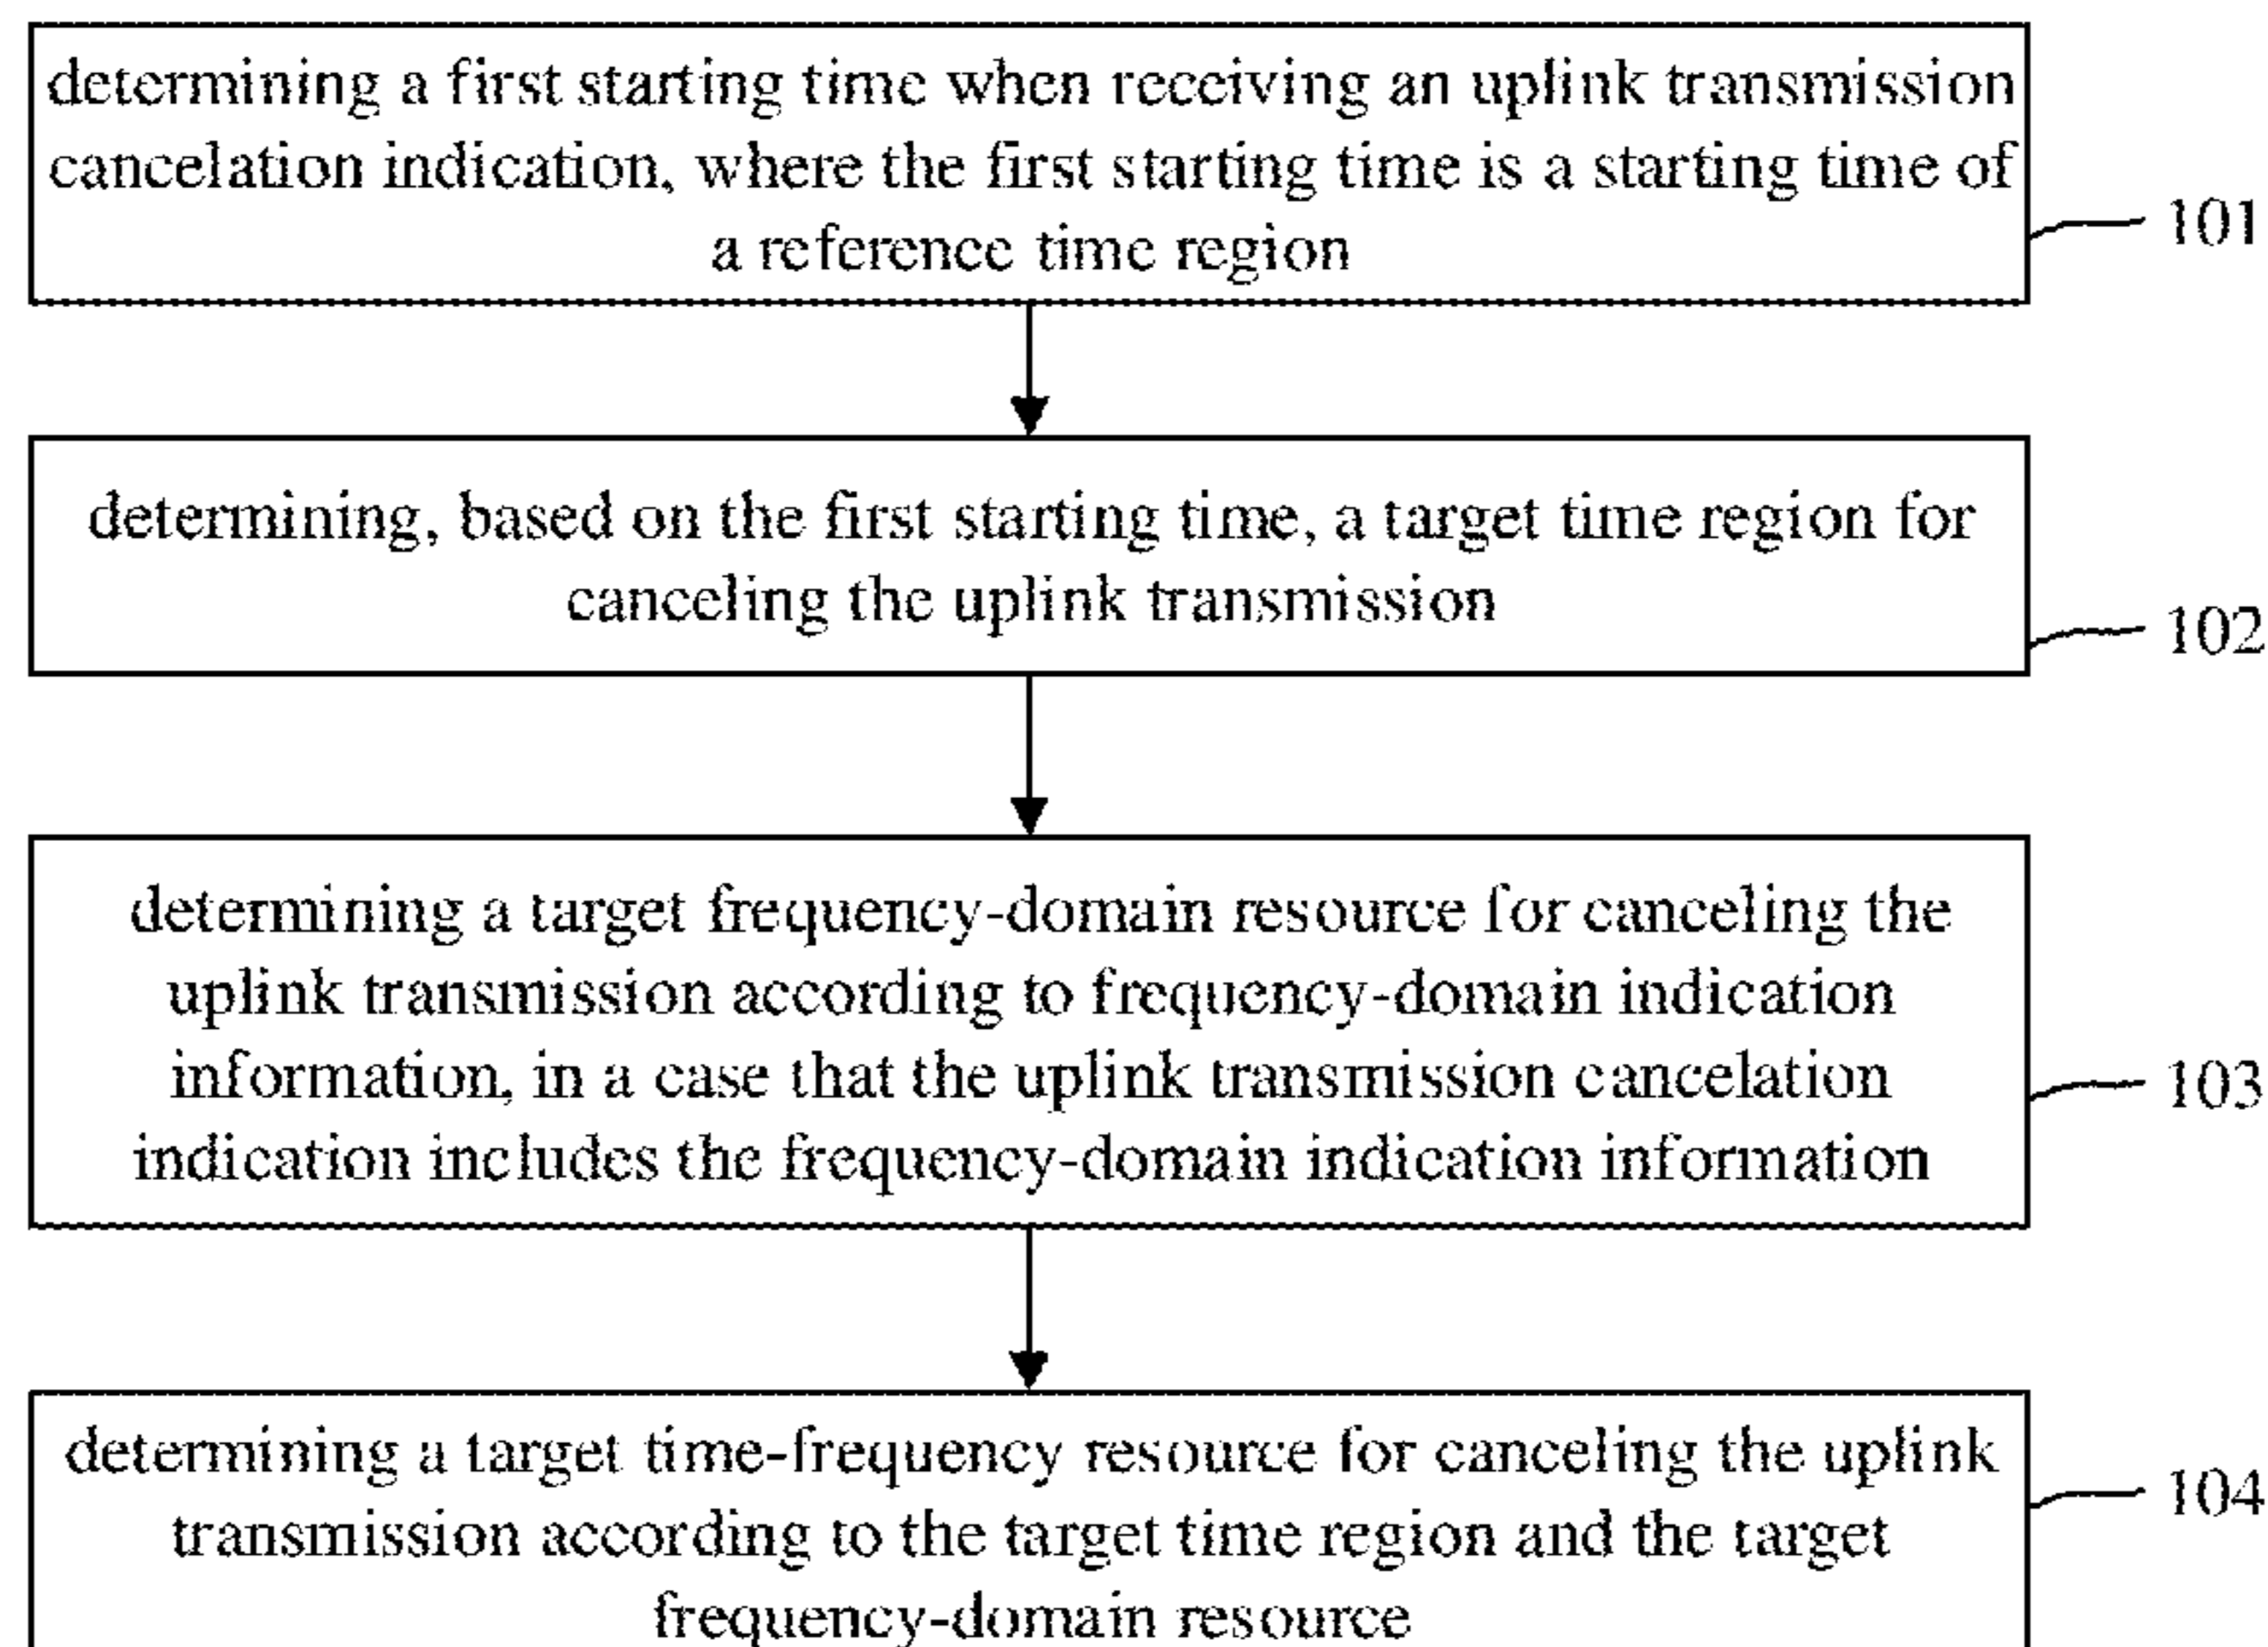 determining a first starting time when receiving an uplink transmission
cancelation indication, where the first starting time is a starting time of
a reference time region
101
determining, based on the first starting time, a target time region for
canceling the uplink transmission
102
determining a target frequency-domain resource for canceling the
uplink transmission according to frequency-domain indication
information, in a case that the uplink transmission cancelation
indication includes the frequency-domain indication information
103
determining a target time-frequency resource for canceling the uplink
transmission according to the target time region and the target
frequency-domain resource
104